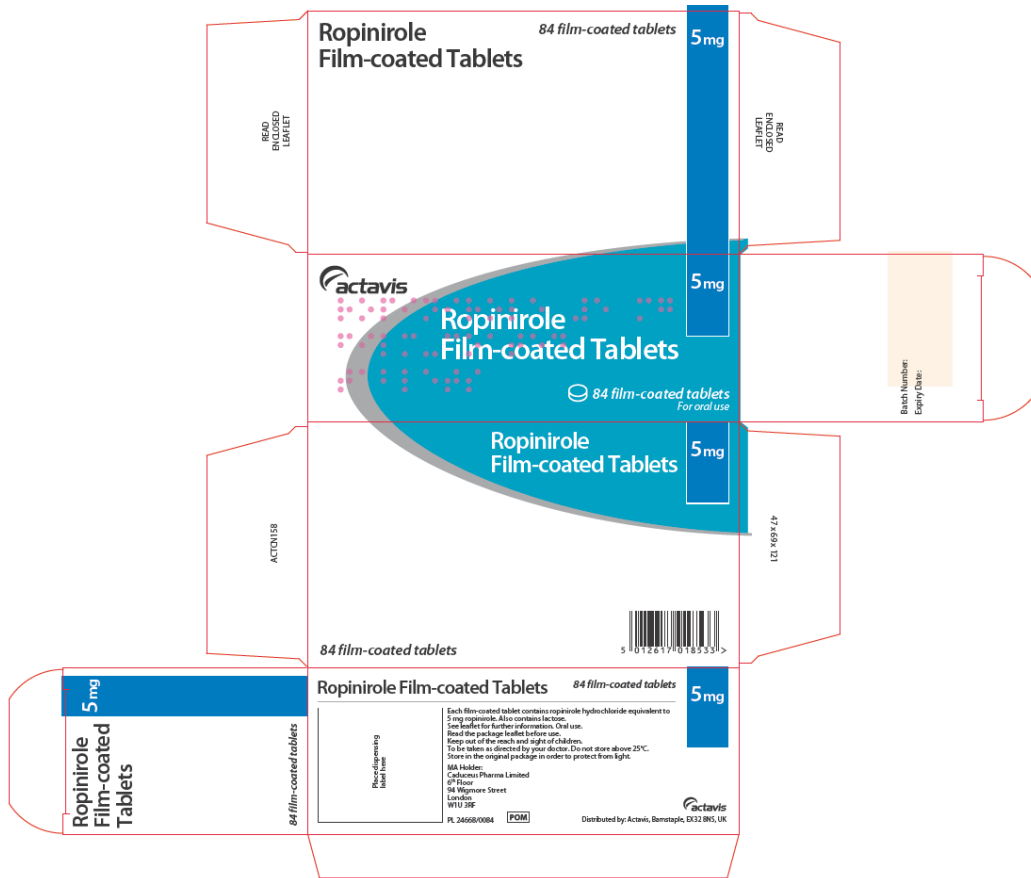 Ropinirole
Film-coated Tablets
84 film-coated tablets
5 mg
READ
ENCLOSED
LEAFLET
READ
ENCLOSED
LEAFLET
actavis
5 mg
Ropinirole
Film-coated Tablets
84 film-coated tablets
For oral use
Batch Number:
Expiry Date:
Ropinirole
Film-coated Tablets
5 mg
ACTCN158
47 x 69 x 121
84 film-coated tablets
5 012617 018533 >
5 mg
Ropinirole
Film-coated
Tablets
84 film-coated tablets
Ropinirole Film-coated Tablets
84 film-coated tablets
5 mg
Place dispensing
label here
Each film-coated tablet contains ropinirole hydrochloride equivalent to
5 mg ropinirole. Also contains lactose.
See leaflet for further information. Oral use.
Read the package leaflet before use.
Keep out of the reach and sight of children.
To be taken as directed by your doctor. Do not store above 25°C.
Store in the original package in order to protect from light.
MA Holder:
Caduceus Pharma Limited
6th Floor
94 Wigmore Street
London
W1U 3RF
PL 24668/0084
POM
actavis
Distributed by: Actavis, Barnstaple, EX32 8NS, UK